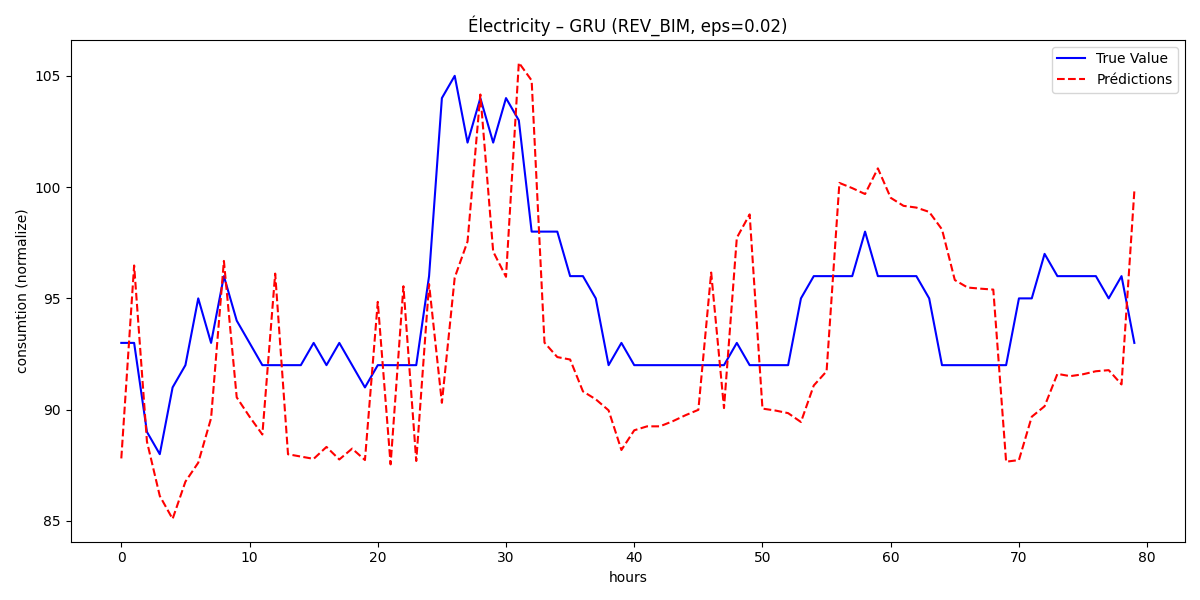 Électricity – GRU (REV_BIM, eps=0.02)
True Value
Prédictions
consumtion (normalize)
105
100
95
90
85
0 10 20 30 40 50 60 70 80
hours